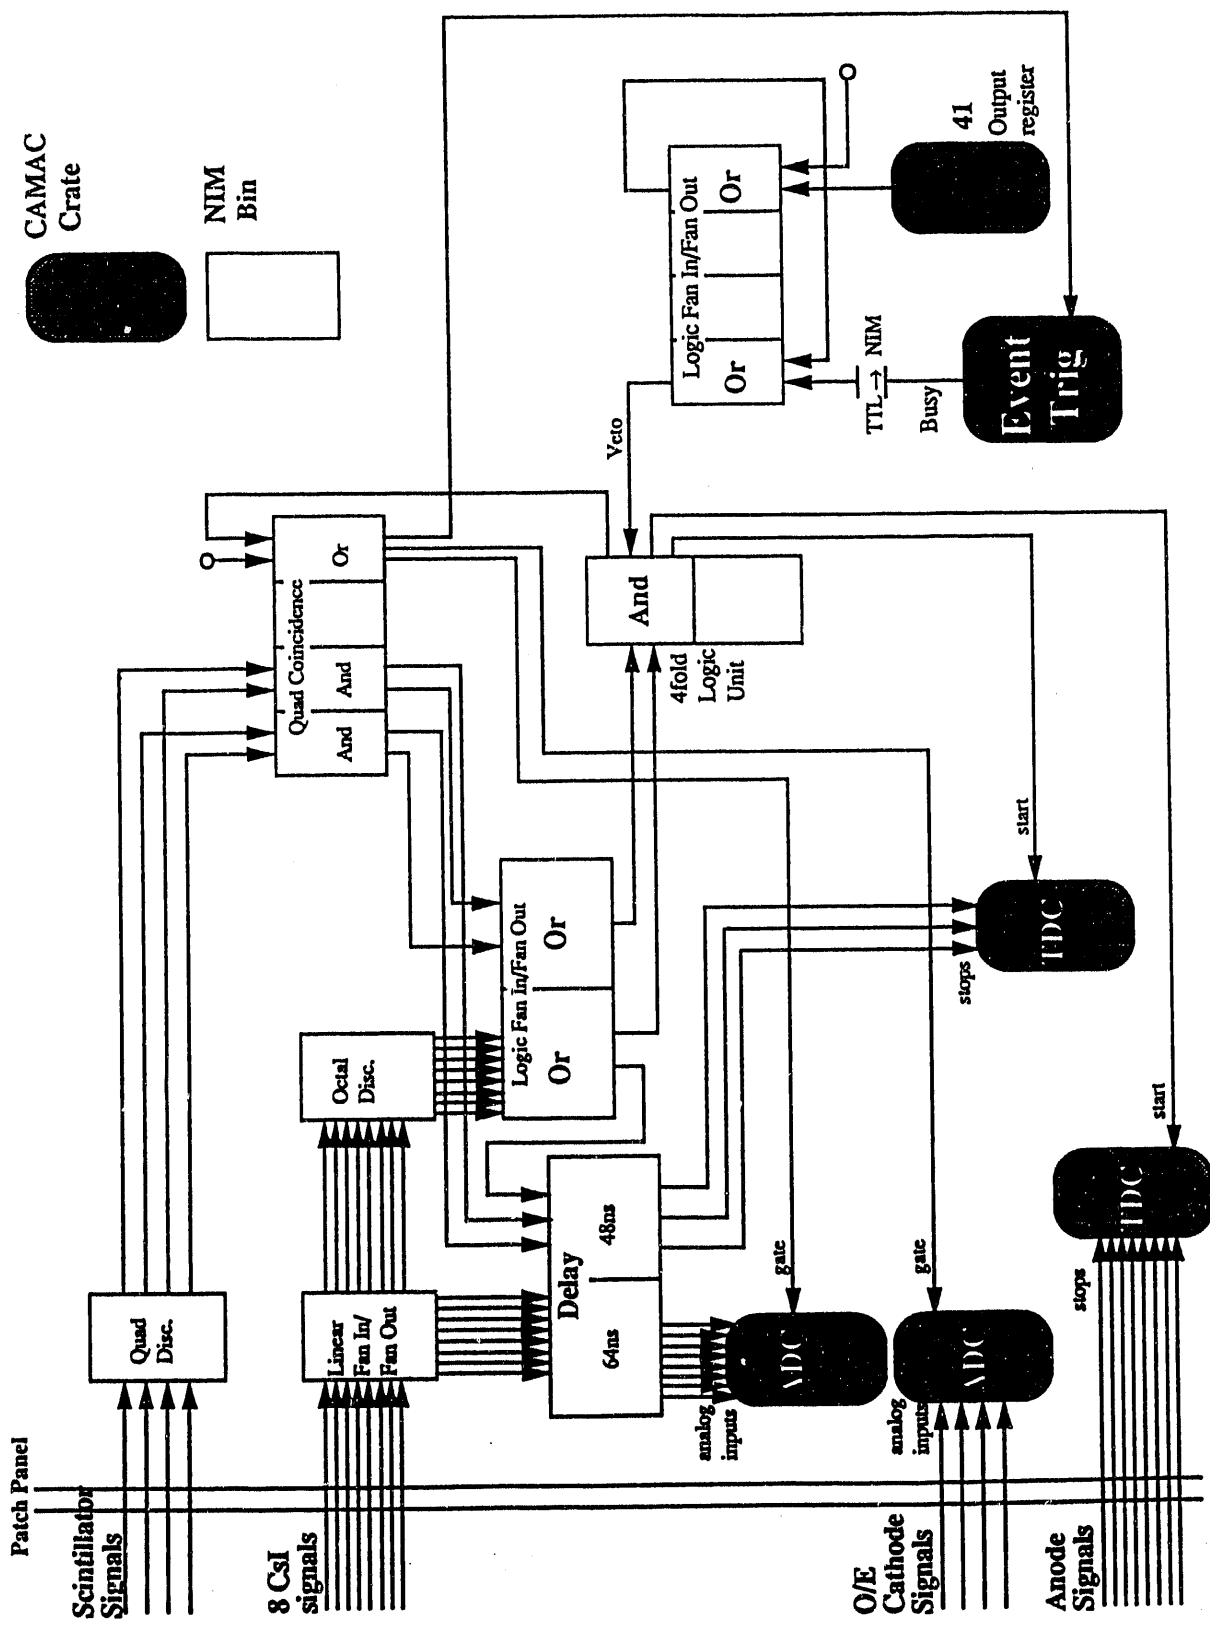 Patch Panel
Scintillator
Signals
8 CsI
signals
O/E
Cathode
Signals
Anode
Signals
Quad
Disc.
Linear
Fan In/
Fan Out
Delay
64ns
48ns
analog
inputs
ADC
gate
analog
inputs
ADC
gate
stops
TDC
start
Octal
Disc.
Logic Fan In/Fan Out
Or
Or
stops
TDC
start
Quad Coincidence
And
And
Or
4fold
Logic
Unit
And
Veto
Logic Fan In/Fan Out
Or
Or
TTL → NIM
Busy
Event
Trig
41
Output
register
CAMAC
Crate
NIM
Bin